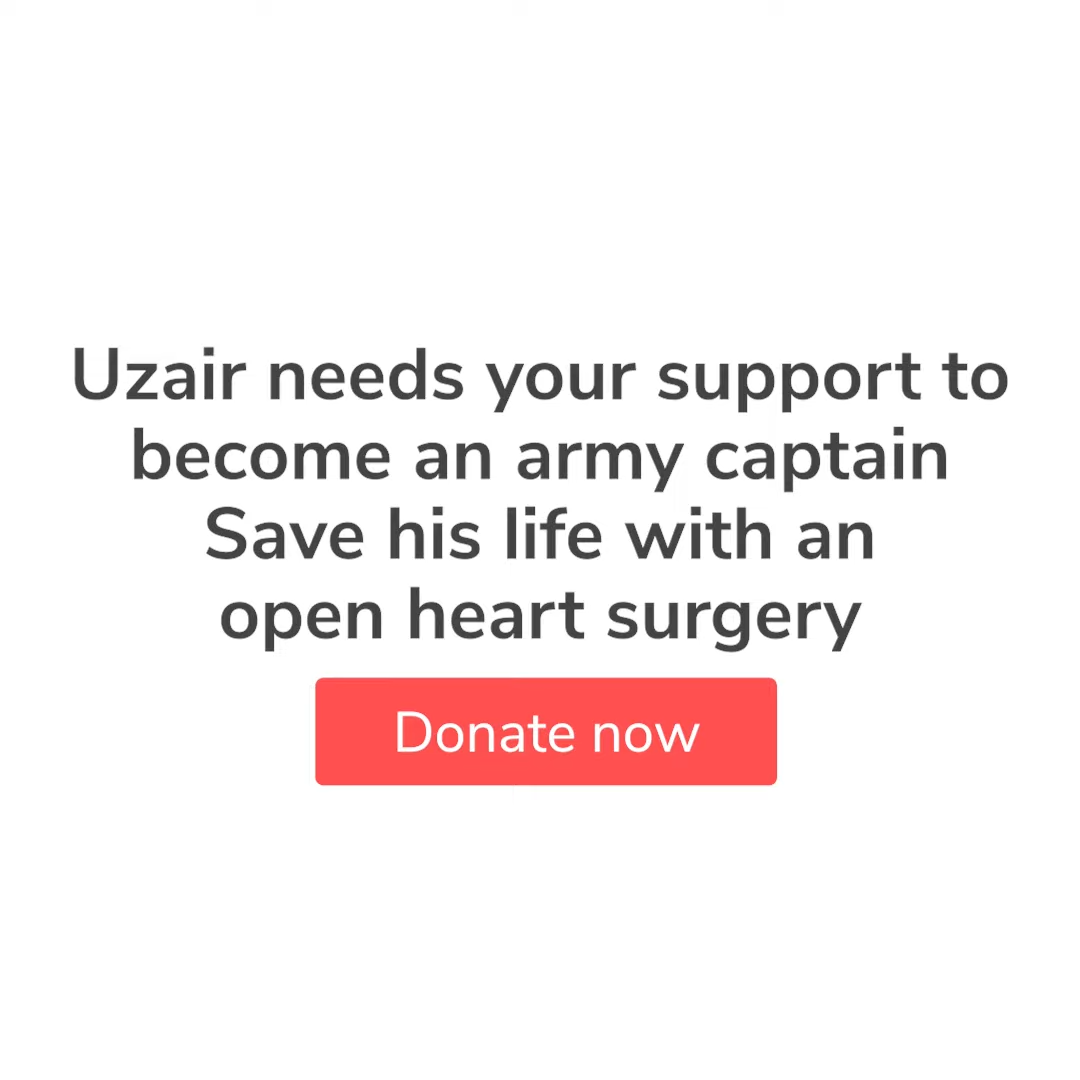 Uzair needs your support to
become an army captain
Save his life with an
open heart surgery
Donate now